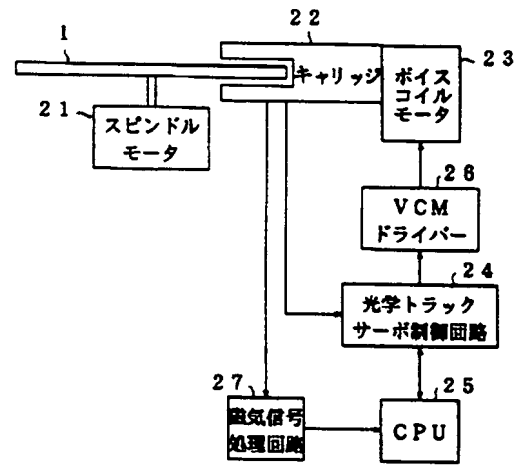 22
1
キャリッジ
ボイス
コイル
モータ
23
21
スピンドル
モータ
26
VCM
ドライバー
24
光学トラック
サーボ制御回路
27
磁気信号
処理回路
25
CPU